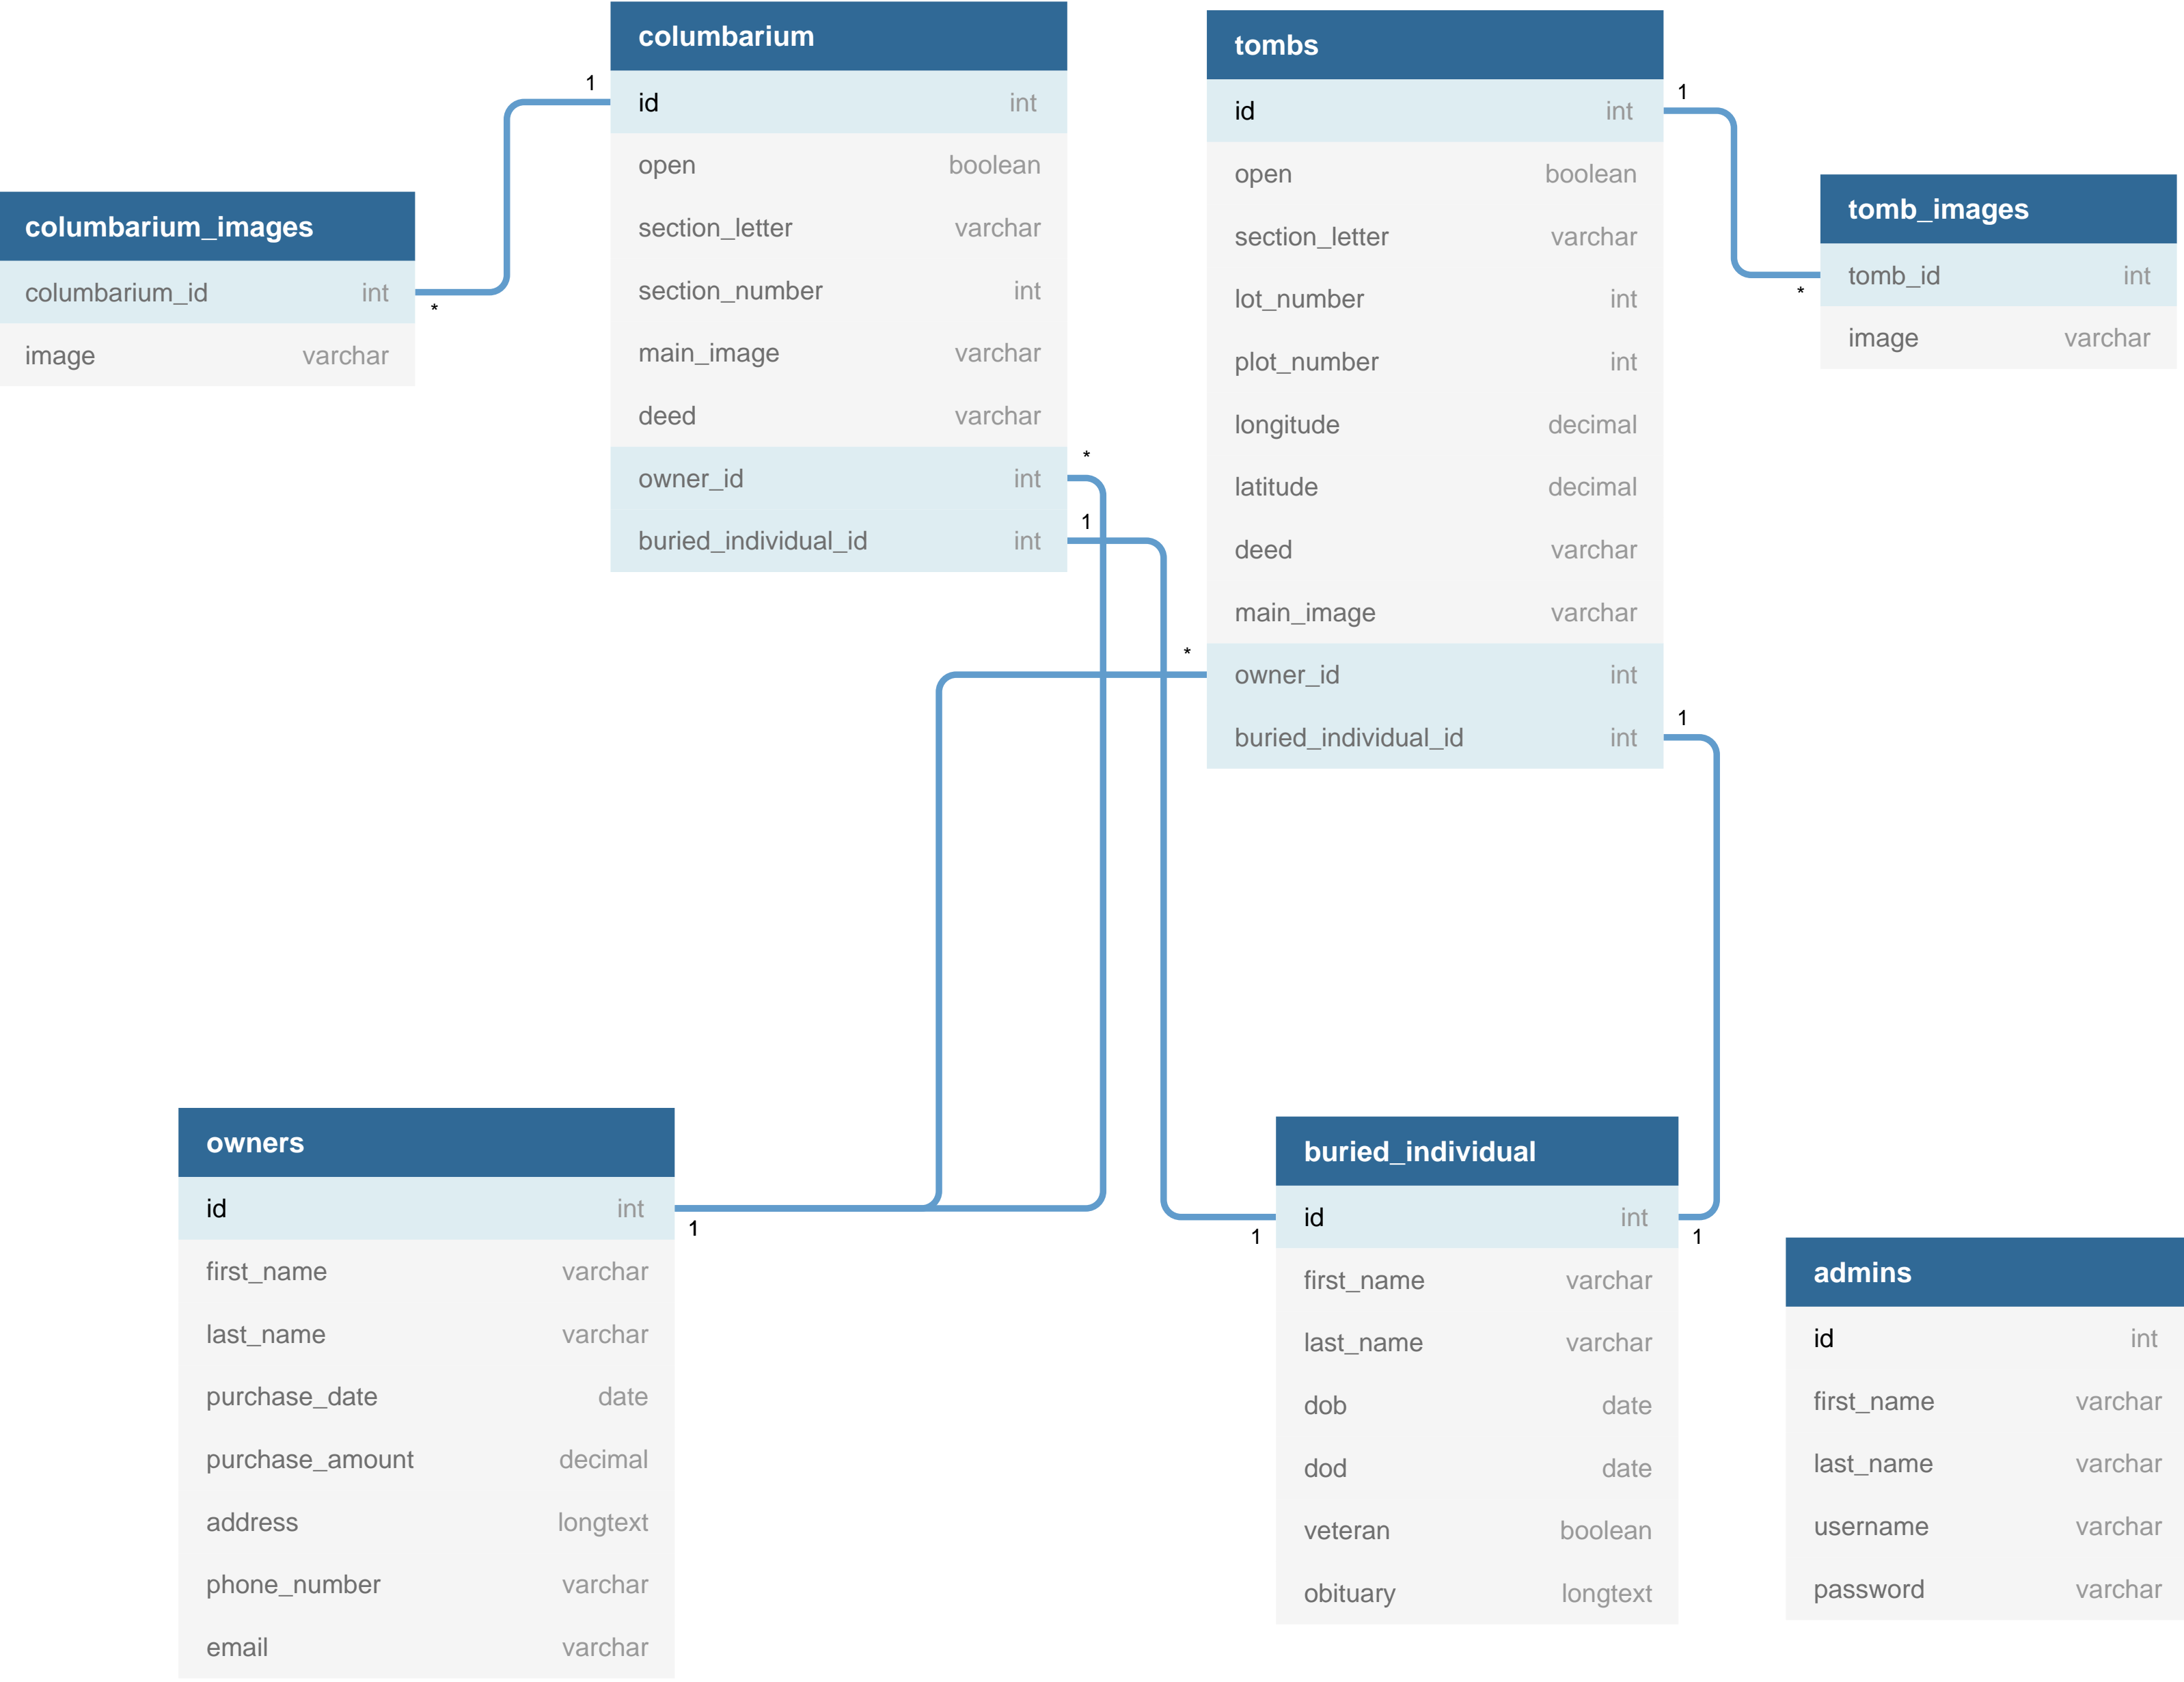 columbarium
id int
open boolean
section_letter varchar
section_number int
main_image varchar
deed varchar
owner_id int
buried_individual_id int
1
*
1
tombs
id int
open boolean
section_letter varchar
lot_number int
plot_number int
longitude decimal
latitude decimal
deed varchar
main_image varchar
owner_id int
buried_individual_id int
1
*
1
columbarium_images
columbarium_id int
image varchar
*
tomb_images
tomb_id int
image varchar
*
owners
id int
first_name varchar
last_name varchar
purchase_date date
purchase_amount decimal
address longtext
phone_number varchar
email varchar
1
buried_individual
id int
first_name varchar
last_name varchar
dob date
dod date
veteran boolean
obituary longtext
1
1
admins
id int
first_name varchar
last_name varchar
username varchar
password varchar